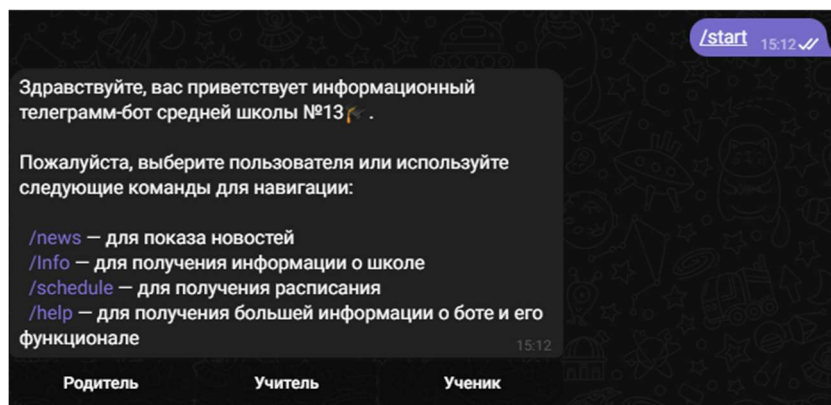 /start 15:12
Здравствуйте, вас приветствует информационный
телеграмм-бот средней школы №13🎓.
Пожалуйста, выберите пользователя или используйте
следующие команды для навигации:
/news — для показа новостей
/Info — для получения информации о школе
/schedule — для получения расписания
/help — для получения большей информации о боте и его
функционале
15:12
Родитель Учитель Ученик